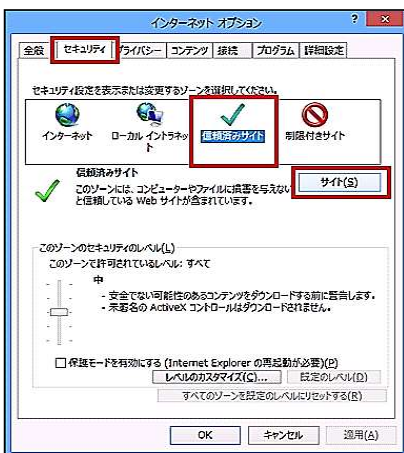 インターネット オプション
? ×
全般 セキュリティ プライバシー コンテンツ 接続 プログラム 詳細設定
セキュリティ設定を表示または変更するゾーンを選択してください。
インターネット ローカル イントラネット 信頼済みサイト 制限付きサイト
信頼済みサイト
サイト(S)
このゾーンには、コンピューターやファイルに損害を与えない
と信頼している Web サイトが含まれています。
このゾーンのセキュリティのレベル(L)
このゾーンで許可されているレベル: すべて
中
- 安全でない可能性のあるコンテンツをダウンロードする前に警告します。
- 未署名の ActiveX コントロールはダウンロードされません。
保護モードを有効にする (Internet Explorer の再起動が必要)(P)
レベルのカスタマイズ(C)... 既定のレベル(D)
すべてのゾーンを既定のレベルにリセットする(R)
OK キャンセル 適用(A)